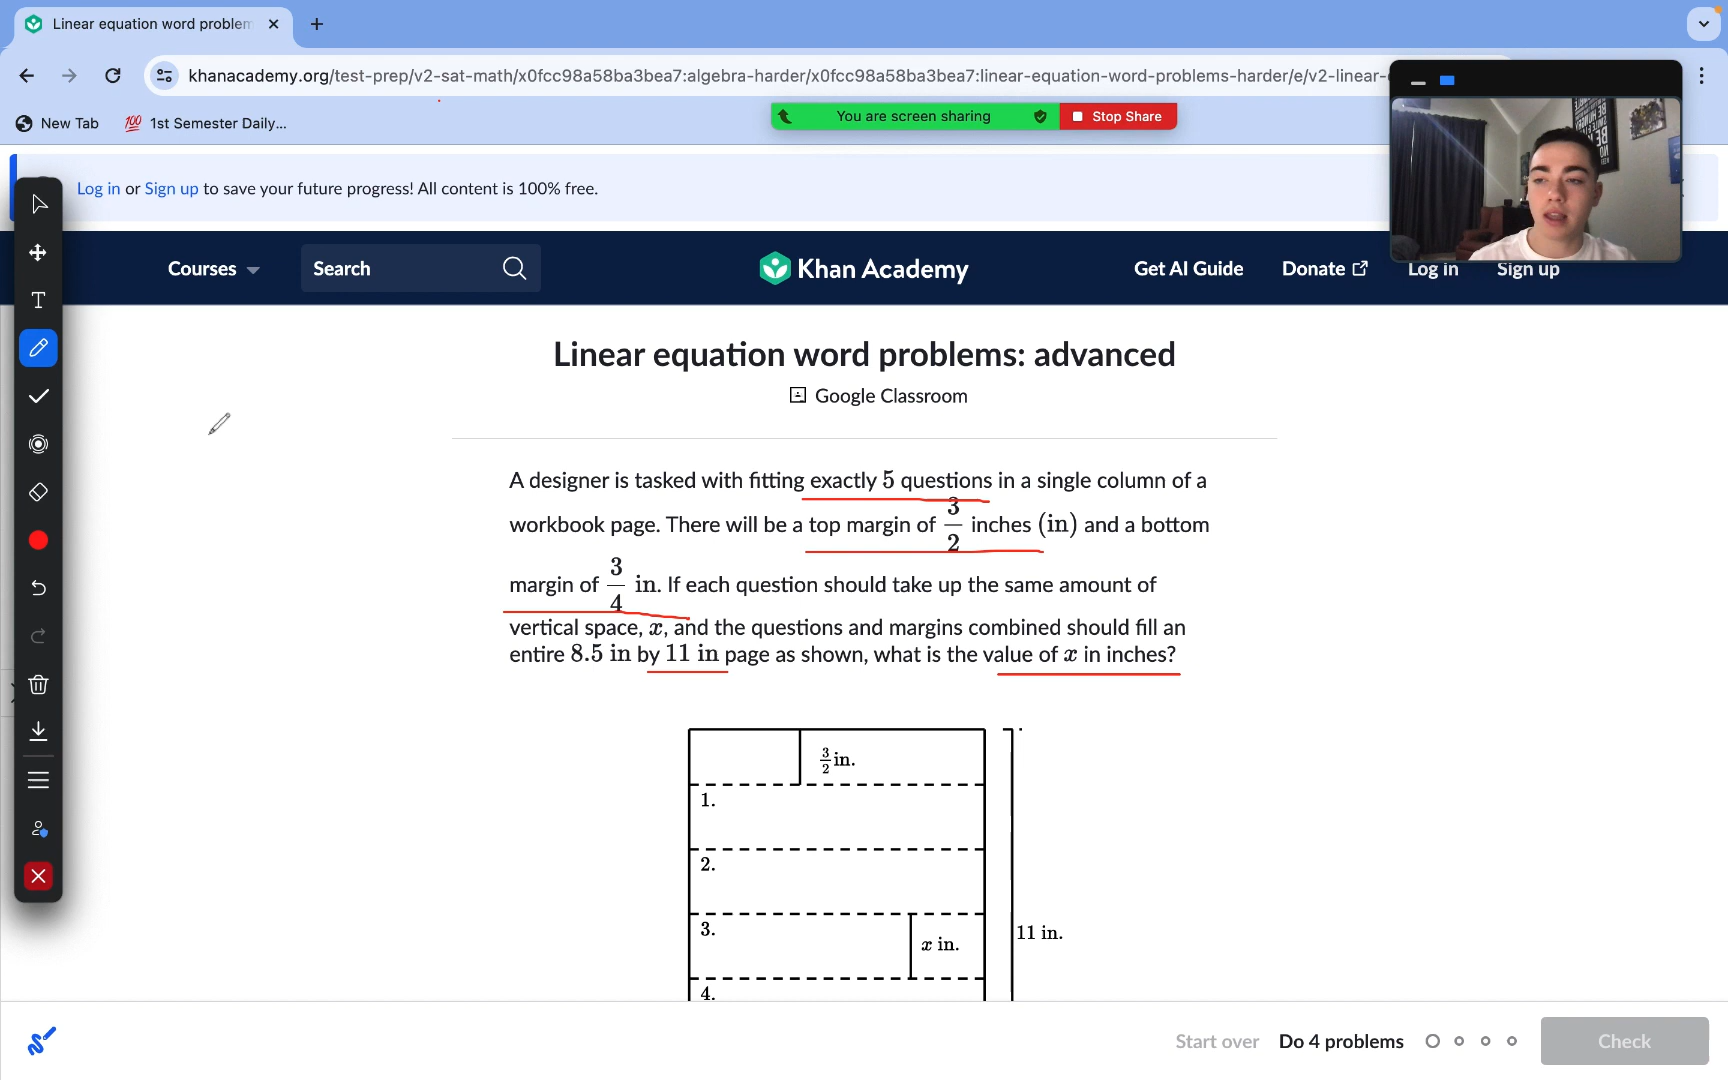 Linear equation word problem
khanacademy.org/test-prep/v2-sat-math/x0fcc98a58ba3bea7:algebra-harder/x0fcc98a58ba3bea7:linear-equation-word-problems-harder/e/v2-linear-
New Tab
100 1st Semester Daily...
You are screen sharing
Stop Share
Log in or Sign up to save your future progress! All content is 100% free.
Courses
Search
Khan Academy
Get AI Guide
Donate
Log in
Sign up
T
Linear equation word problems: advanced
Google Classroom
A designer is tasked with fitting exactly 5 questions in a single column of a
workbook page. There will be a top margin of 3/2 inches (in) and a bottom
margin of 3/4 in. If each question should take up the same amount of
vertical space, x, and the questions and margins combined should fill an
entire 8.5 in by 11 in page as shown, what is the value of x in inches?
3/2 in.
1.
2.
3.
x in.
11 in.
4.
Start over
Do 4 problems
Check